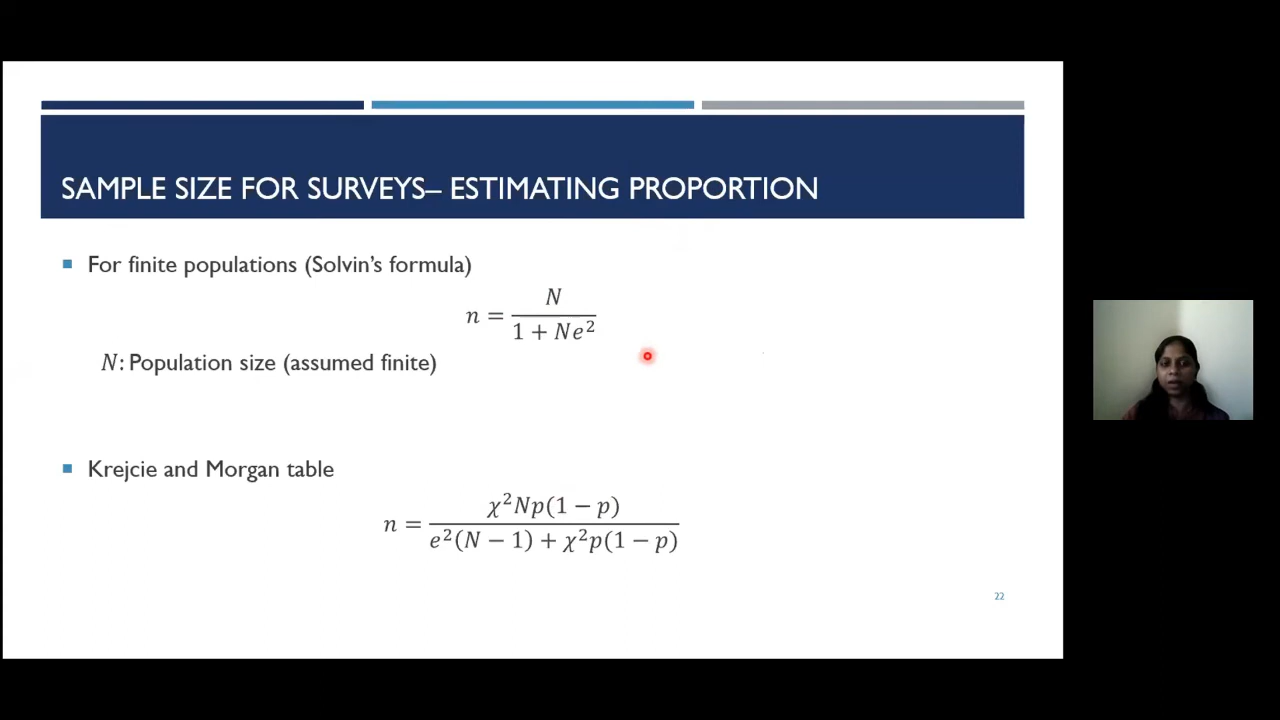 SAMPLE SIZE FOR SURVEYS– ESTIMATING PROPORTION
For finite populations (Solvin's formula)
n = N / (1 + Ne²)
N: Population size (assumed finite)
Krejcie and Morgan table
n = χ²Np(1 − p) / (e²(N − 1) + χ²p(1 − p))
22